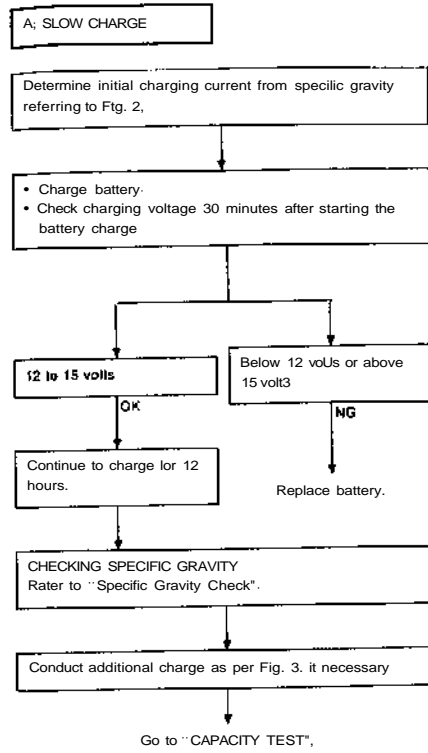 A; SLOW CHARGE
Determine initial charging current from specilic gravity
referring to Ftg. 2,
• Charge battery·
• Check charging voltage 30 minutes after starting the
battery charge
12 to 15 volts
Below 12 voUs or above
15 volt3
OK
NG
Continue to charge lor 12
hours.
Replace battery.
CHECKING SPECIFIC GRAVITY
Rater to ¨Specific Gravity Check".
Conduct additional charge as per Fig. 3. it necessary
Go to ¨CAPACITY TEST",